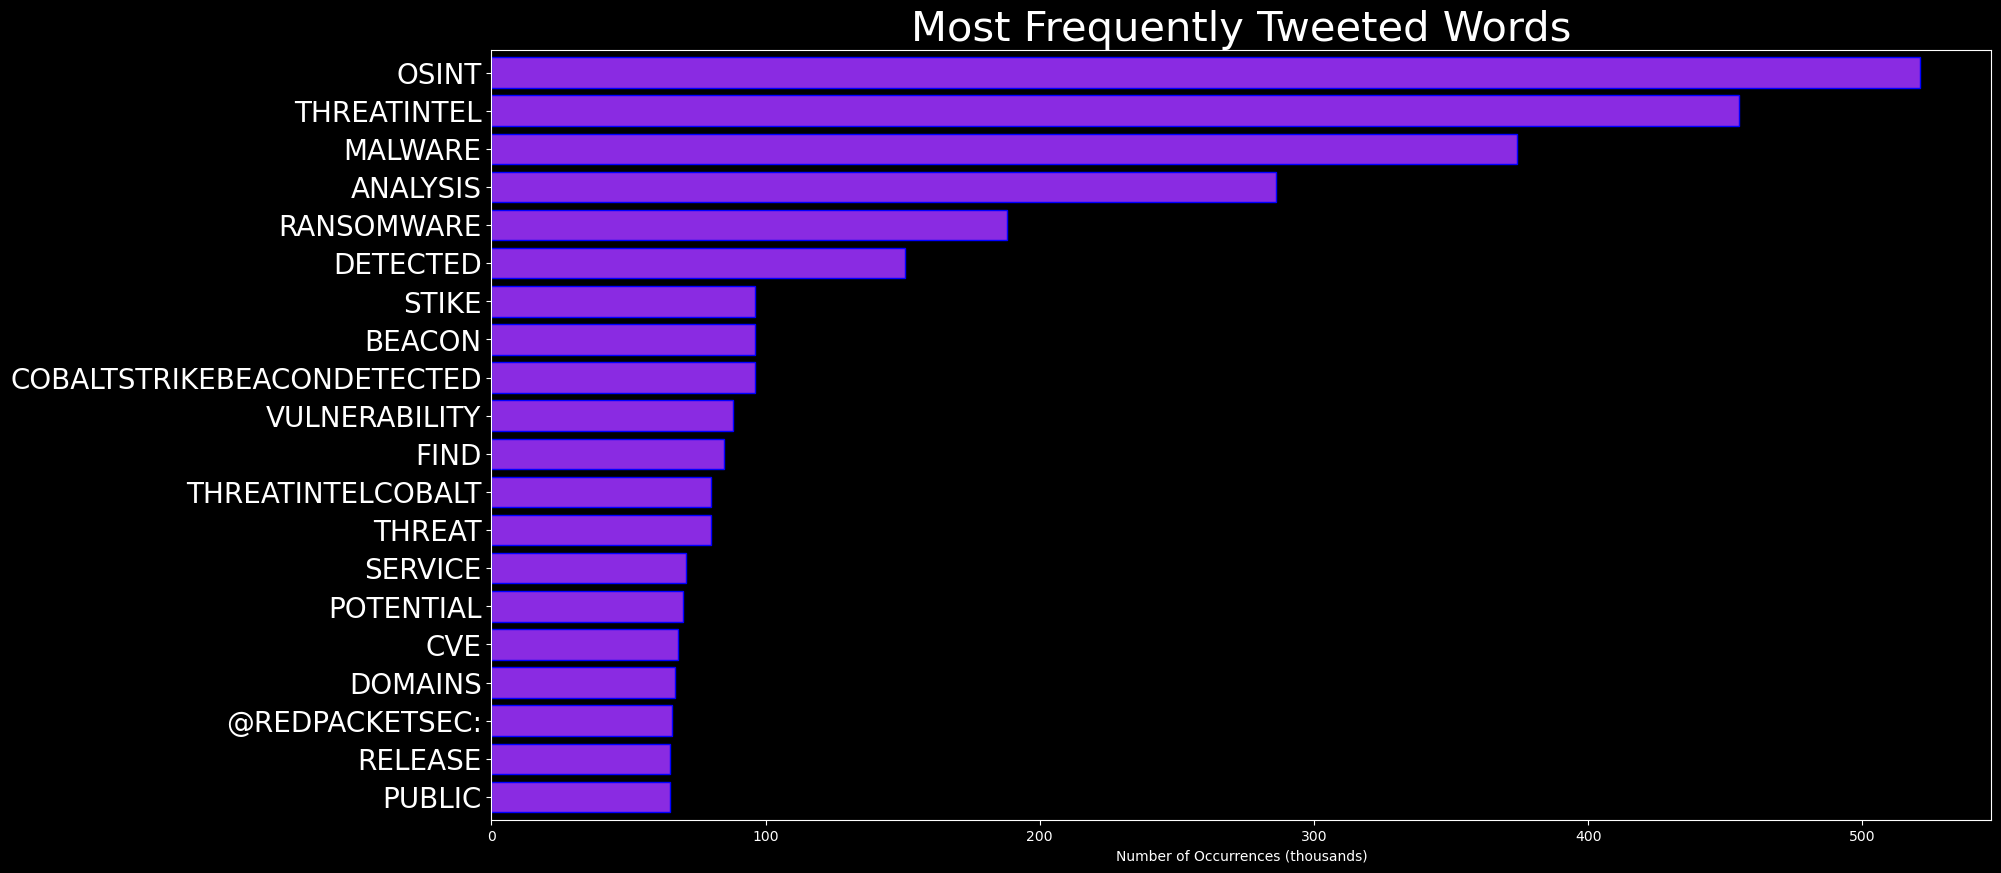 Most Frequently Tweeted Words
OSINT
THREATINTEL
MALWARE
ANALYSIS
RANSOMWARE
DETECTED
STIKE
BEACON
COBALTSTRIKEBEACONDETECTED
VULNERABILITY
FIND
THREATINTELCOBALT
THREAT
SERVICE
POTENTIAL
CVE
DOMAINS
@REDPACKETSEC:
RELEASE
PUBLIC
0 100 200 300 400 500
Number of Occurrences (thousands)